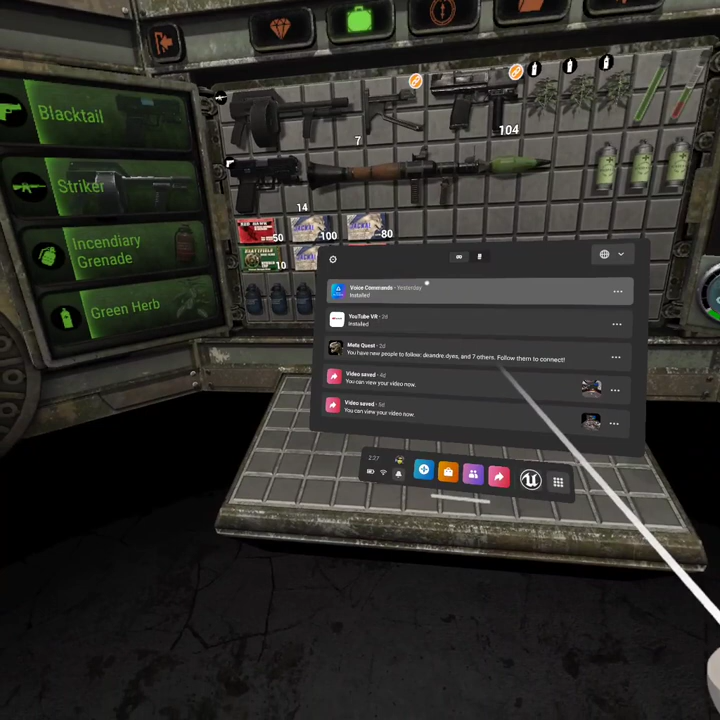 Blacktail
7
104
Striker
14
50
100
80
Incendiary
Grenade
10
Voice Commands · Yesterday
Installed
YouTube VR · 2d
Installed
Green Herb
Meta Quest · 2d
You have new people to follow: deandre.dyes, and 7 others. Follow them to connect!
Video saved · 4d
You can view your video now.
Video saved · 5d
You can view your video now.
2:27